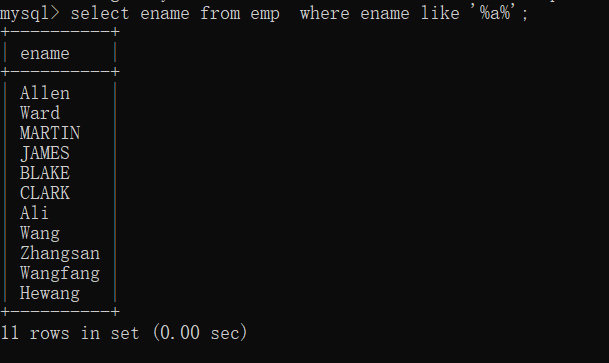 mysql> select ename from emp  where ename like '%a%';
+----------+
| ename    |
+----------+
| Allen    |
| Ward     |
| MARTIN   |
| JAMES    |
| BLAKE    |
| CLARK    |
| Ali      |
| Wang     |
| Zhangsan |
| Wangfang |
| Hewang   |
+----------+
11 rows in set (0.00 sec)